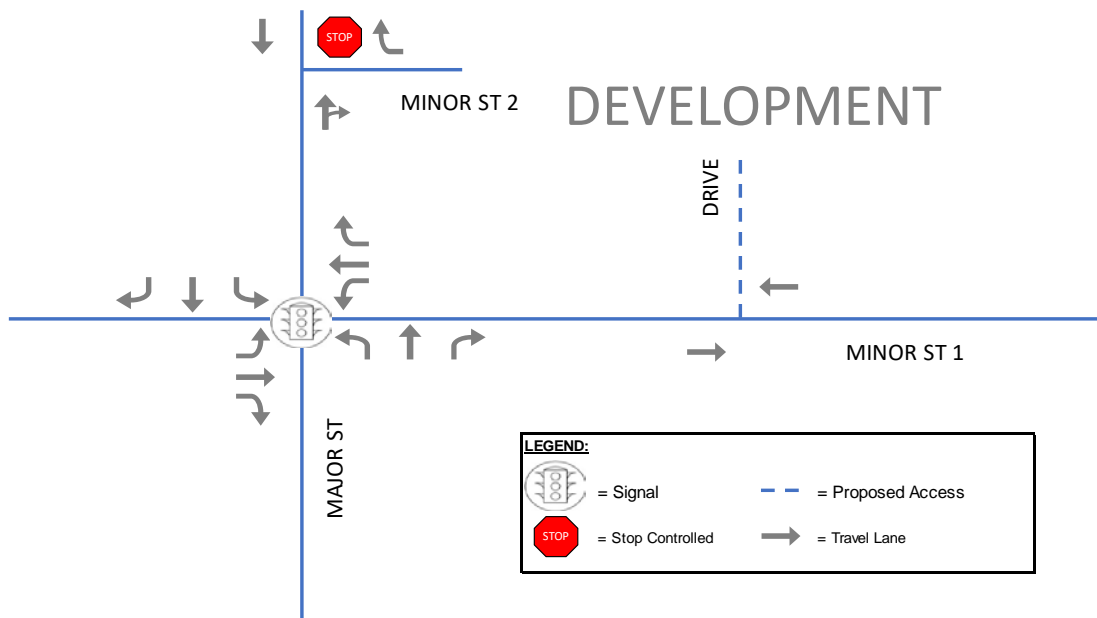 STOP
MINOR ST 2
DEVELOPMENT
DRIVE
MINOR ST 1
MAJOR ST
LEGEND:
= Signal
= Proposed Access
STOP
= Stop Controlled
= Travel Lane